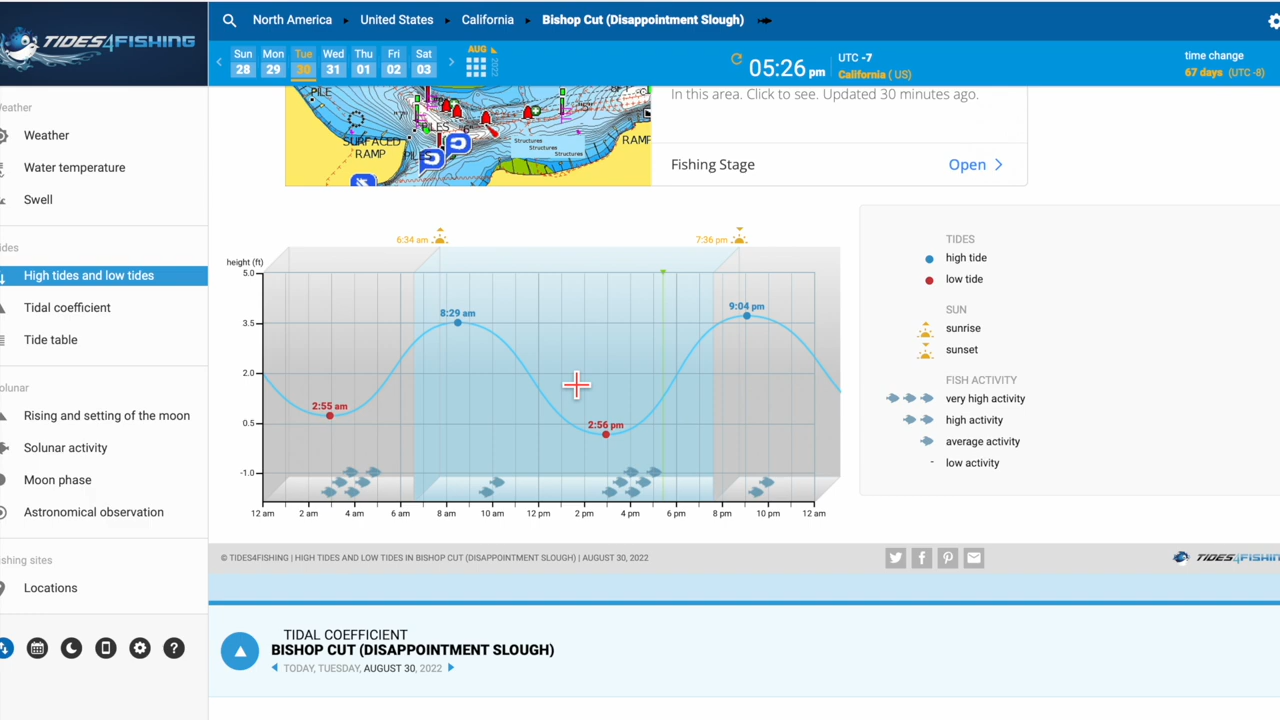 TIDES4FISHING
North America
United States
California
Bishop Cut (Disappointment Slough)
Sun
28
Mon
29
Tue
30
Wed
31
Thu
01
Fri
02
Sat
03
AUG
2022
05:26 pm
UTC -7
California (US)
time change
67 days (UTC -8)
Weather
Water temperature
Swell
High tides and low tides
Tidal coefficient
Tide table
Rising and setting of the moon
Solunar activity
Moon phase
Astronomical observation
Locations
?
PILE
"7"
PILES
"6"
SURFACED
RAMP
PILES
Structures
Structures
Structures
RAMP
In this area. Click to see. Updated 30 minutes ago.
Fishing Stage
Open
6:34 am
7:36 pm
height (ft)
5.0
3.5
2.0
0.5
-1.0
8:29 am
9:04 pm
2:55 am
2:56 pm
12 am
2 am
4 am
6 am
8 am
10 am
12 pm
2 pm
4 pm
6 pm
8 pm
10 pm
12 am
TIDES
high tide
low tide
SUN
sunrise
sunset
FISH ACTIVITY
very high activity
high activity
average activity
- low activity
© TIDES4FISHING | HIGH TIDES AND LOW TIDES IN BISHOP CUT (DISAPPOINTMENT SLOUGH) | AUGUST 30, 2022
TIDES4FISHIN
TIDAL COEFFICIENT
BISHOP CUT (DISAPPOINTMENT SLOUGH)
TODAY, TUESDAY, AUGUST 30, 2022